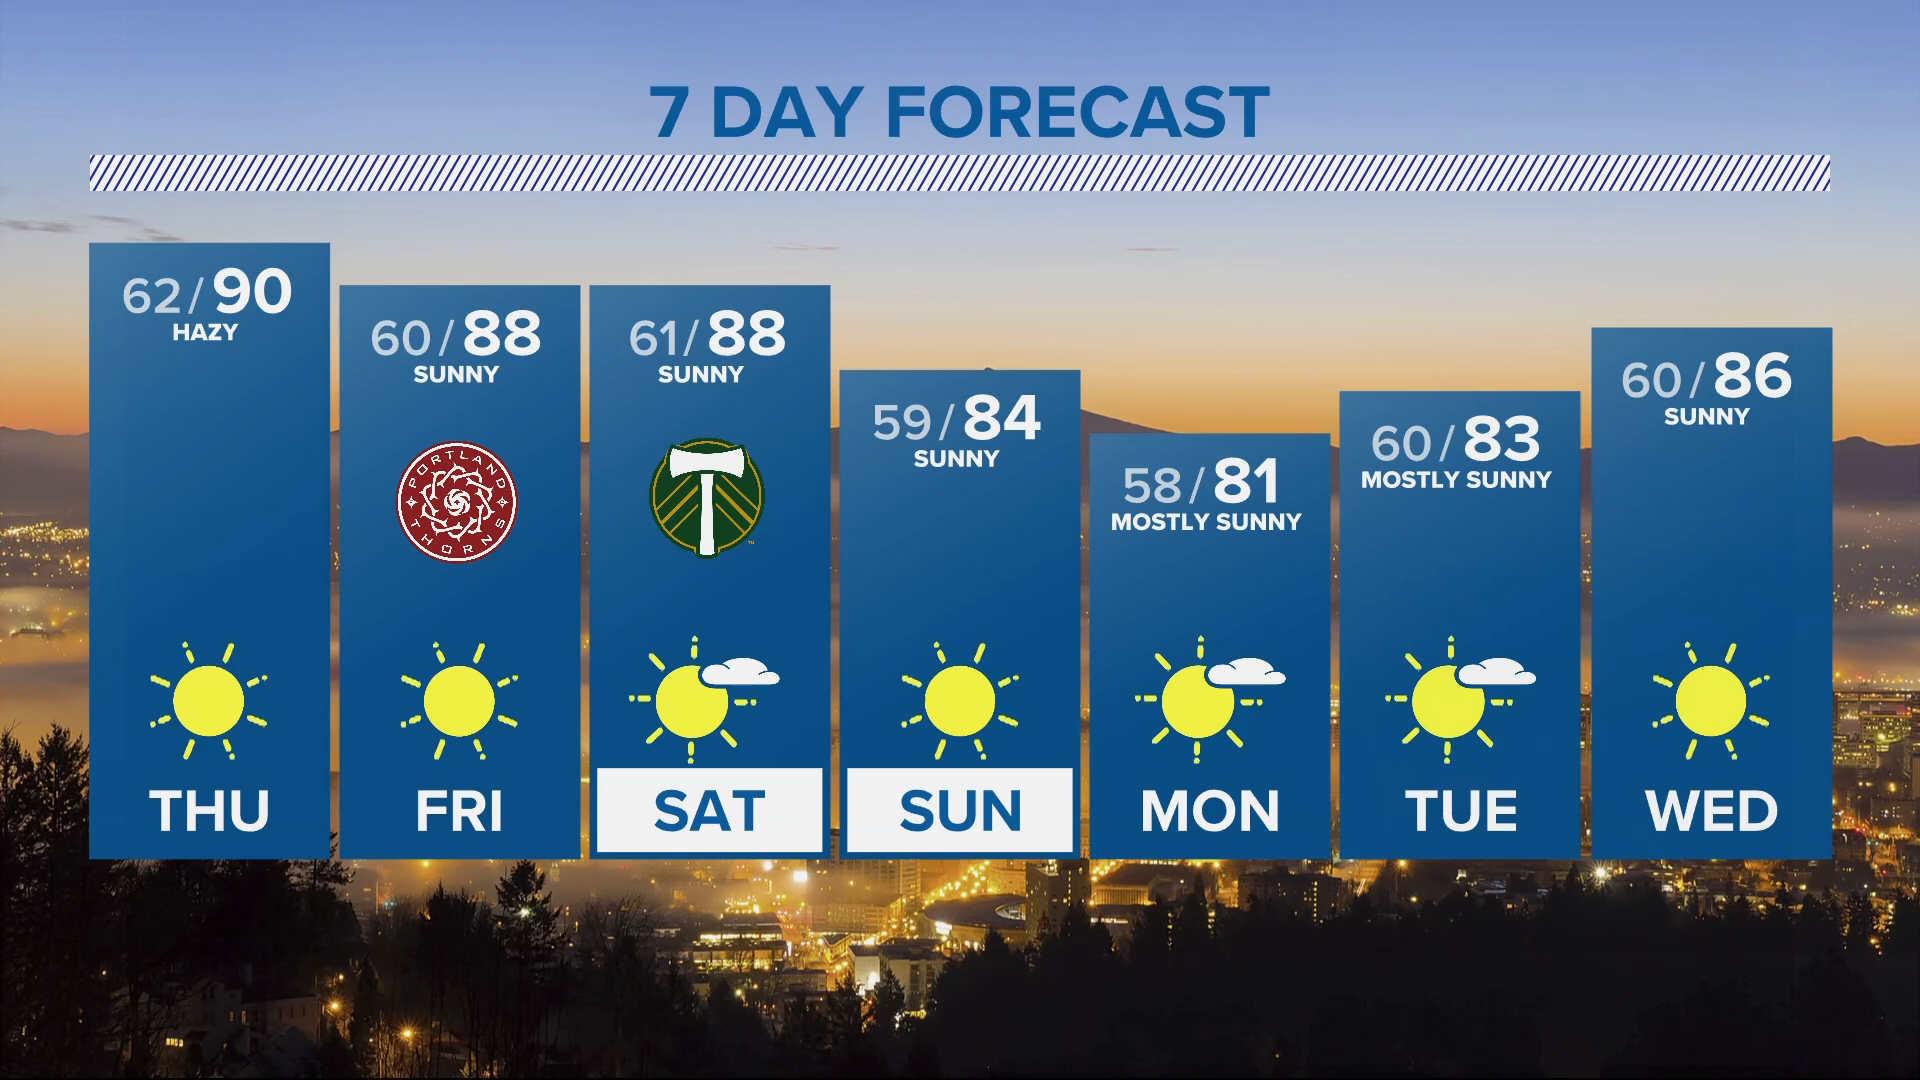 7 DAY FORECAST
62/90
HAZY
THU
60/88
SUNNY
PORTLAND
THORNS
FRI
61/88
SUNNY
™
SAT
59/84
SUNNY
SUN
58/81
MOSTLY SUNNY
MON
60/83
MOSTLY SUNNY
TUE
60/86
SUNNY
WED